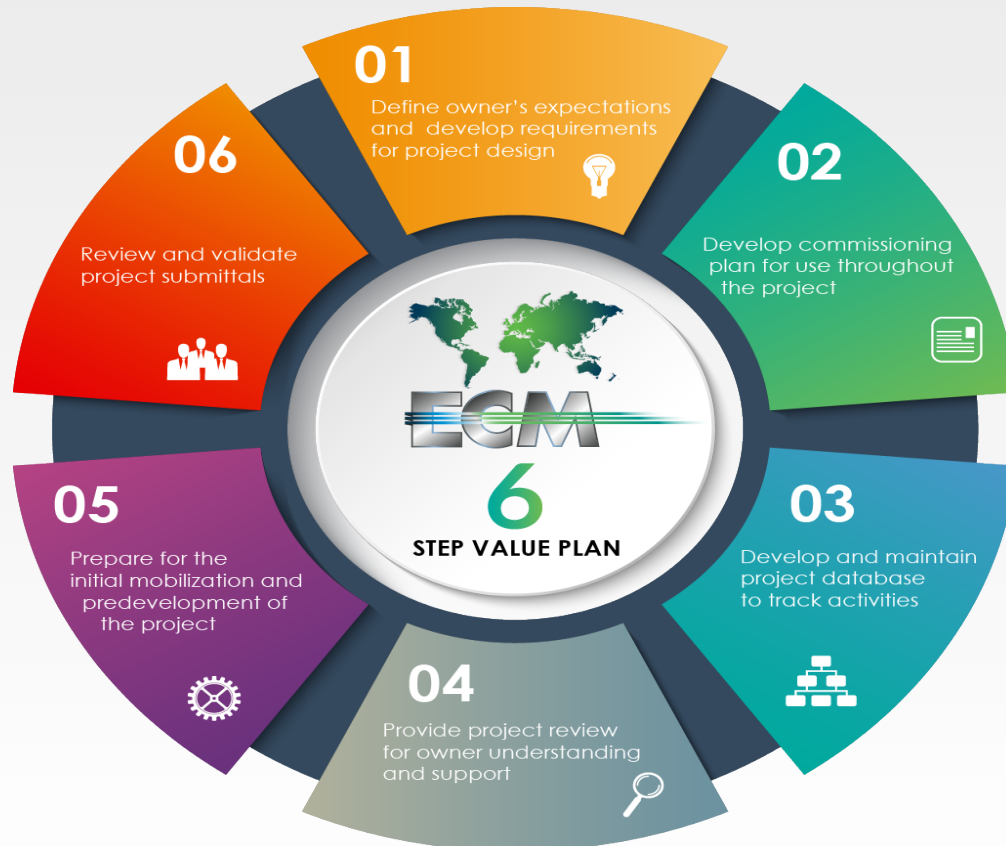 01
Define owner's expectations
and develop requirements
for project design
02
Develop commissioning
plan for use throughout
the project
03
Develop and maintain
project database
to track activities
04
Provide project review
for owner understanding
and support
05
Prepare for the
initial mobilization and
predevelopment of
the project
06
Review and validate
project submittals
ECM
6
STEP VALUE PLAN